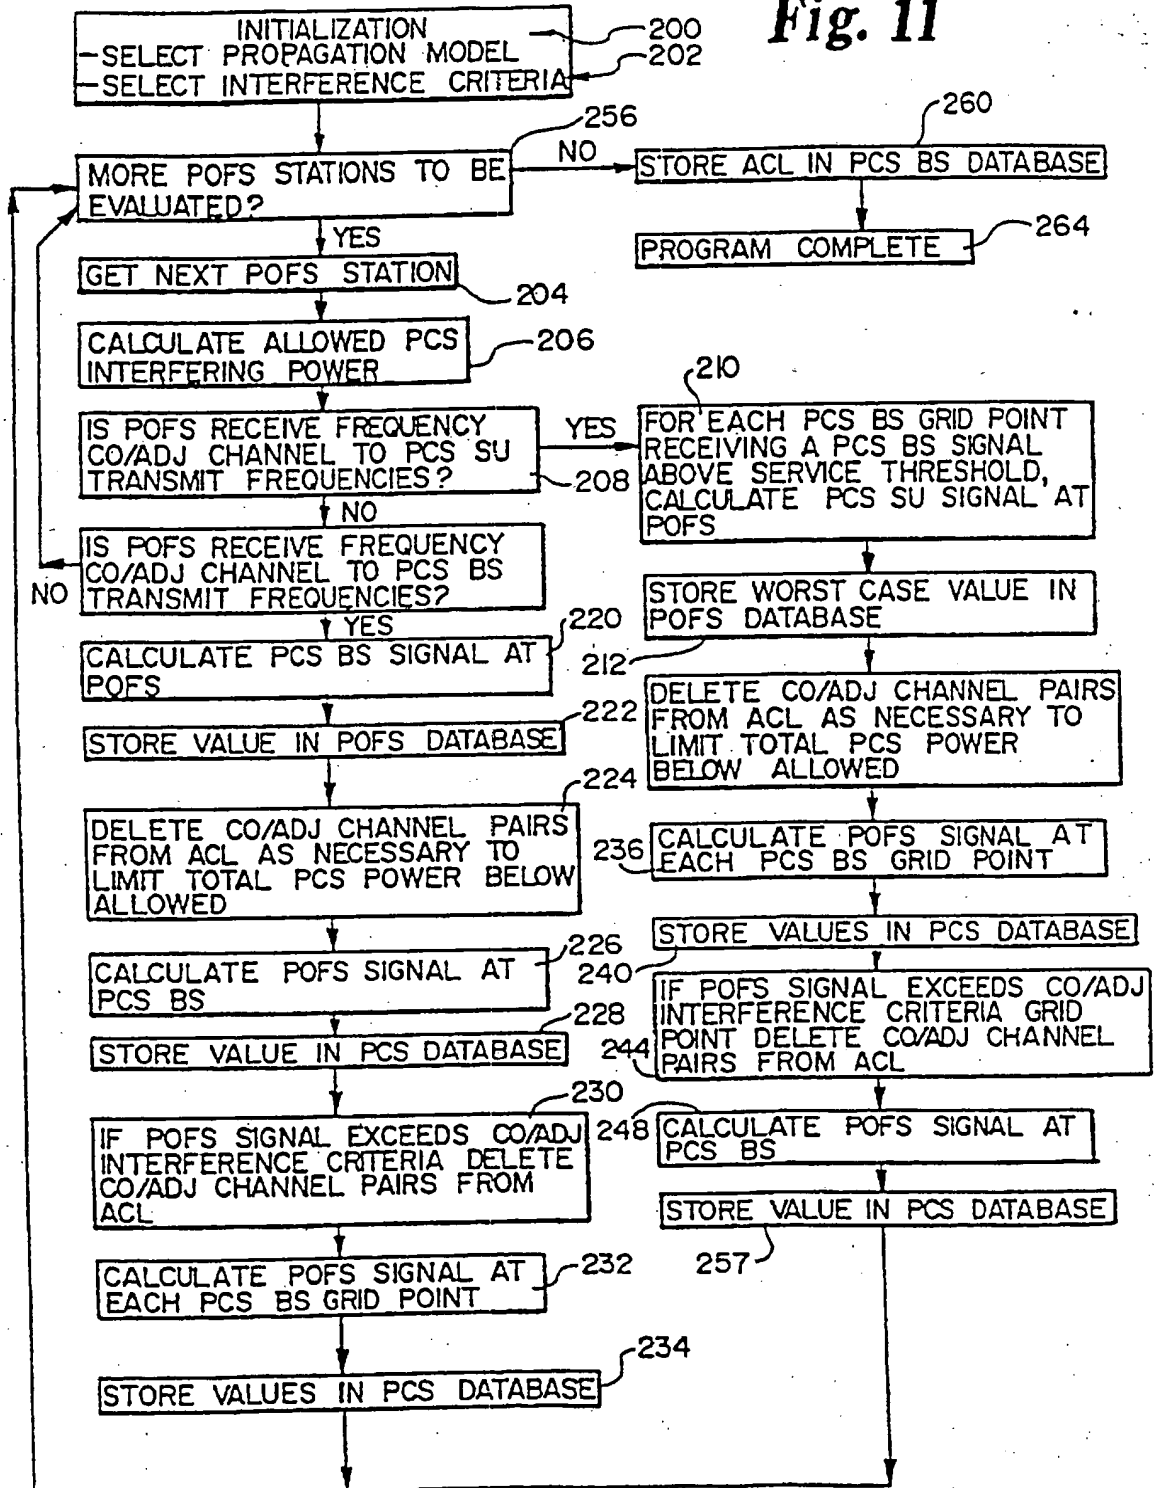 Fig. 11
INITIALIZATION
—SELECT PROPAGATION MODEL
—SELECT INTERFERENCE CRITERIA
200
202
256
MORE POFS STATIONS TO BE
EVALUATED?
NO
260
STORE ACL IN PCS BS DATABASE
264
PROGRAM COMPLETE
YES
GET NEXT POFS STATION
204
CALCULATE ALLOWED PCS
INTERFERING POWER
206
IS POFS RECEIVE FREQUENCY
CO/ADJ CHANNEL TO PCS SU
TRANSMIT FREQUENCIES?
208
YES
NO
IS POFS RECEIVE FREQUENCY
CO/ADJ CHANNEL TO PCS BS
TRANSMIT FREQUENCIES?
NO
YES
220
CALCULATE PCS BS SIGNAL AT
POFS
222
STORE VALUE IN POFS DATABASE
224
DELETE CO/ADJ CHANNEL PAIRS
FROM ACL AS NECESSARY TO
LIMIT TOTAL PCS POWER BELOW
ALLOWED
226
CALCULATE POFS SIGNAL AT
PCS BS
228
STORE VALUE IN PCS DATABASE
230
IF POFS SIGNAL EXCEEDS CO/ADJ
INTERFERENCE CRITERIA DELETE
CO/ADJ CHANNEL PAIRS FROM
ACL
232
CALCULATE POFS SIGNAL AT
EACH PCS BS GRID POINT
234
STORE VALUES IN PCS DATABASE
210
FOR EACH PCS BS GRID POINT
RECEIVING A PCS BS SIGNAL
ABOVE SERVICE THRESHOLD,
CALCULATE PCS SU SIGNAL AT
POFS
STORE WORST CASE VALUE IN
POFS DATABASE
212
DELETE CO/ADJ CHANNEL PAIRS
FROM ACL AS NECESSARY TO
LIMIT TOTAL PCS POWER
BELOW ALLOWED
236
CALCULATE POFS SIGNAL AT
EACH PCS BS GRID POINT
STORE VALUES IN PCS DATABASE
240
IF POFS SIGNAL EXCEEDS CO/ADJ
INTERFERENCE CRITERIA GRID
POINT DELETE CO/ADJ CHANNEL
PAIRS FROM ACL
244
248
CALCULATE POFS SIGNAL AT
PCS BS
STORE VALUE IN PCS DATABASE
257